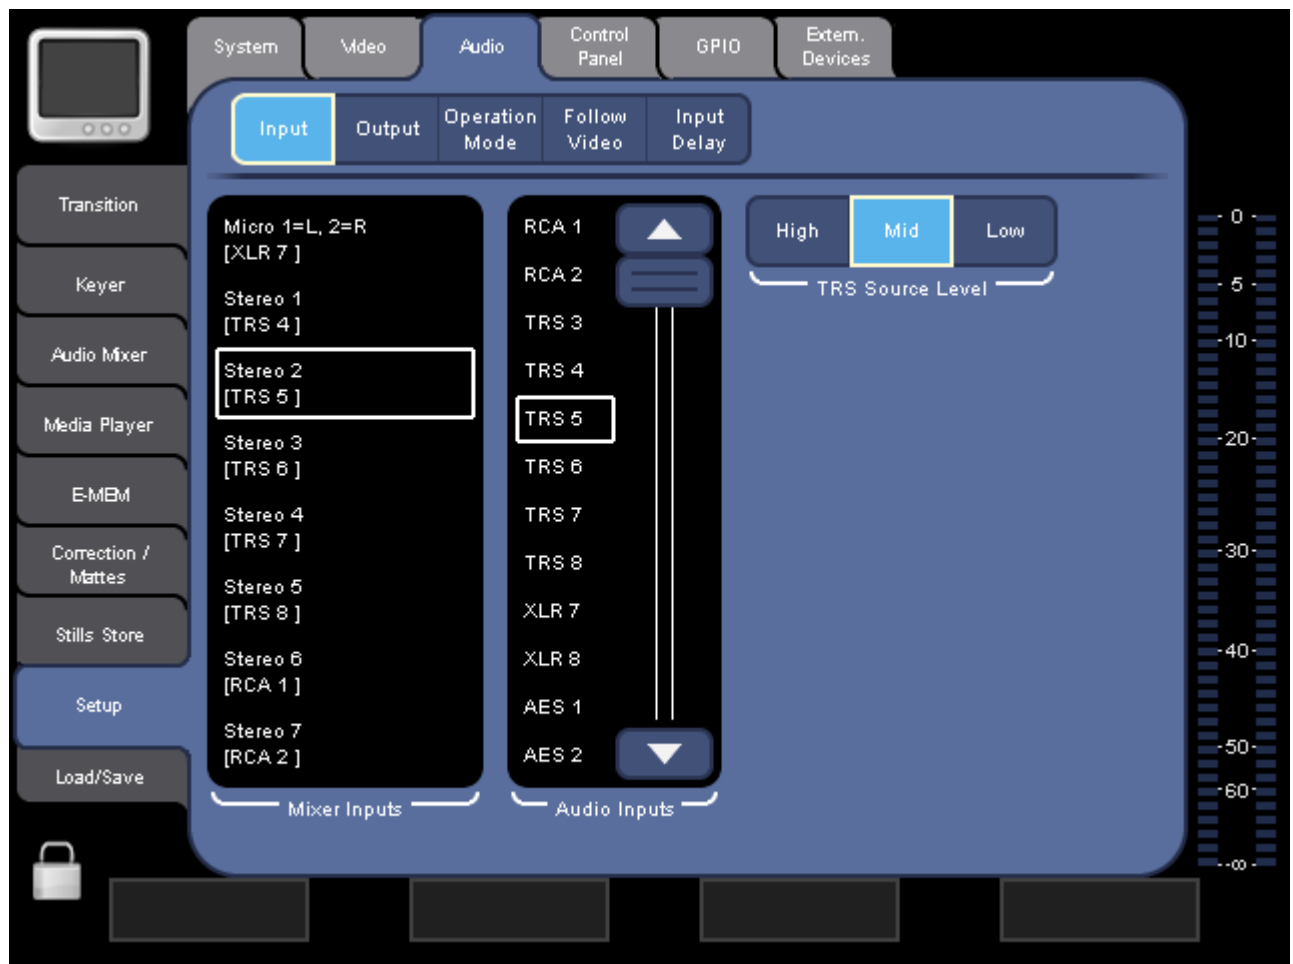 System
Video
Audio
Control
Panel
GPIO
Extern.
Devices
Input
Output
Operation
Mode
Follow
Video
Input
Delay
Transition
Keyer
Audio Mixer
Media Player
E-MEM
Correction /
Mattes
Stills Store
Setup
Load/Save
Micro 1=L, 2=R
[XLR 7 ]
Stereo 1
[TRS 4 ]
Stereo 2
[TRS 5 ]
Stereo 3
[TRS 6 ]
Stereo 4
[TRS 7 ]
Stereo 5
[TRS 8 ]
Stereo 6
[RCA 1 ]
Stereo 7
[RCA 2 ]
Mixer Inputs
RCA 1
RCA 2
TRS 3
TRS 4
TRS 5
TRS 6
TRS 7
TRS 8
XLR 7
XLR 8
AES 1
AES 2
Audio Inputs
High
Mid
Low
TRS Source Level
- 0 -
- 5 -
-10-
-20-
-30-
-40-
-50-
-60-
--∞-